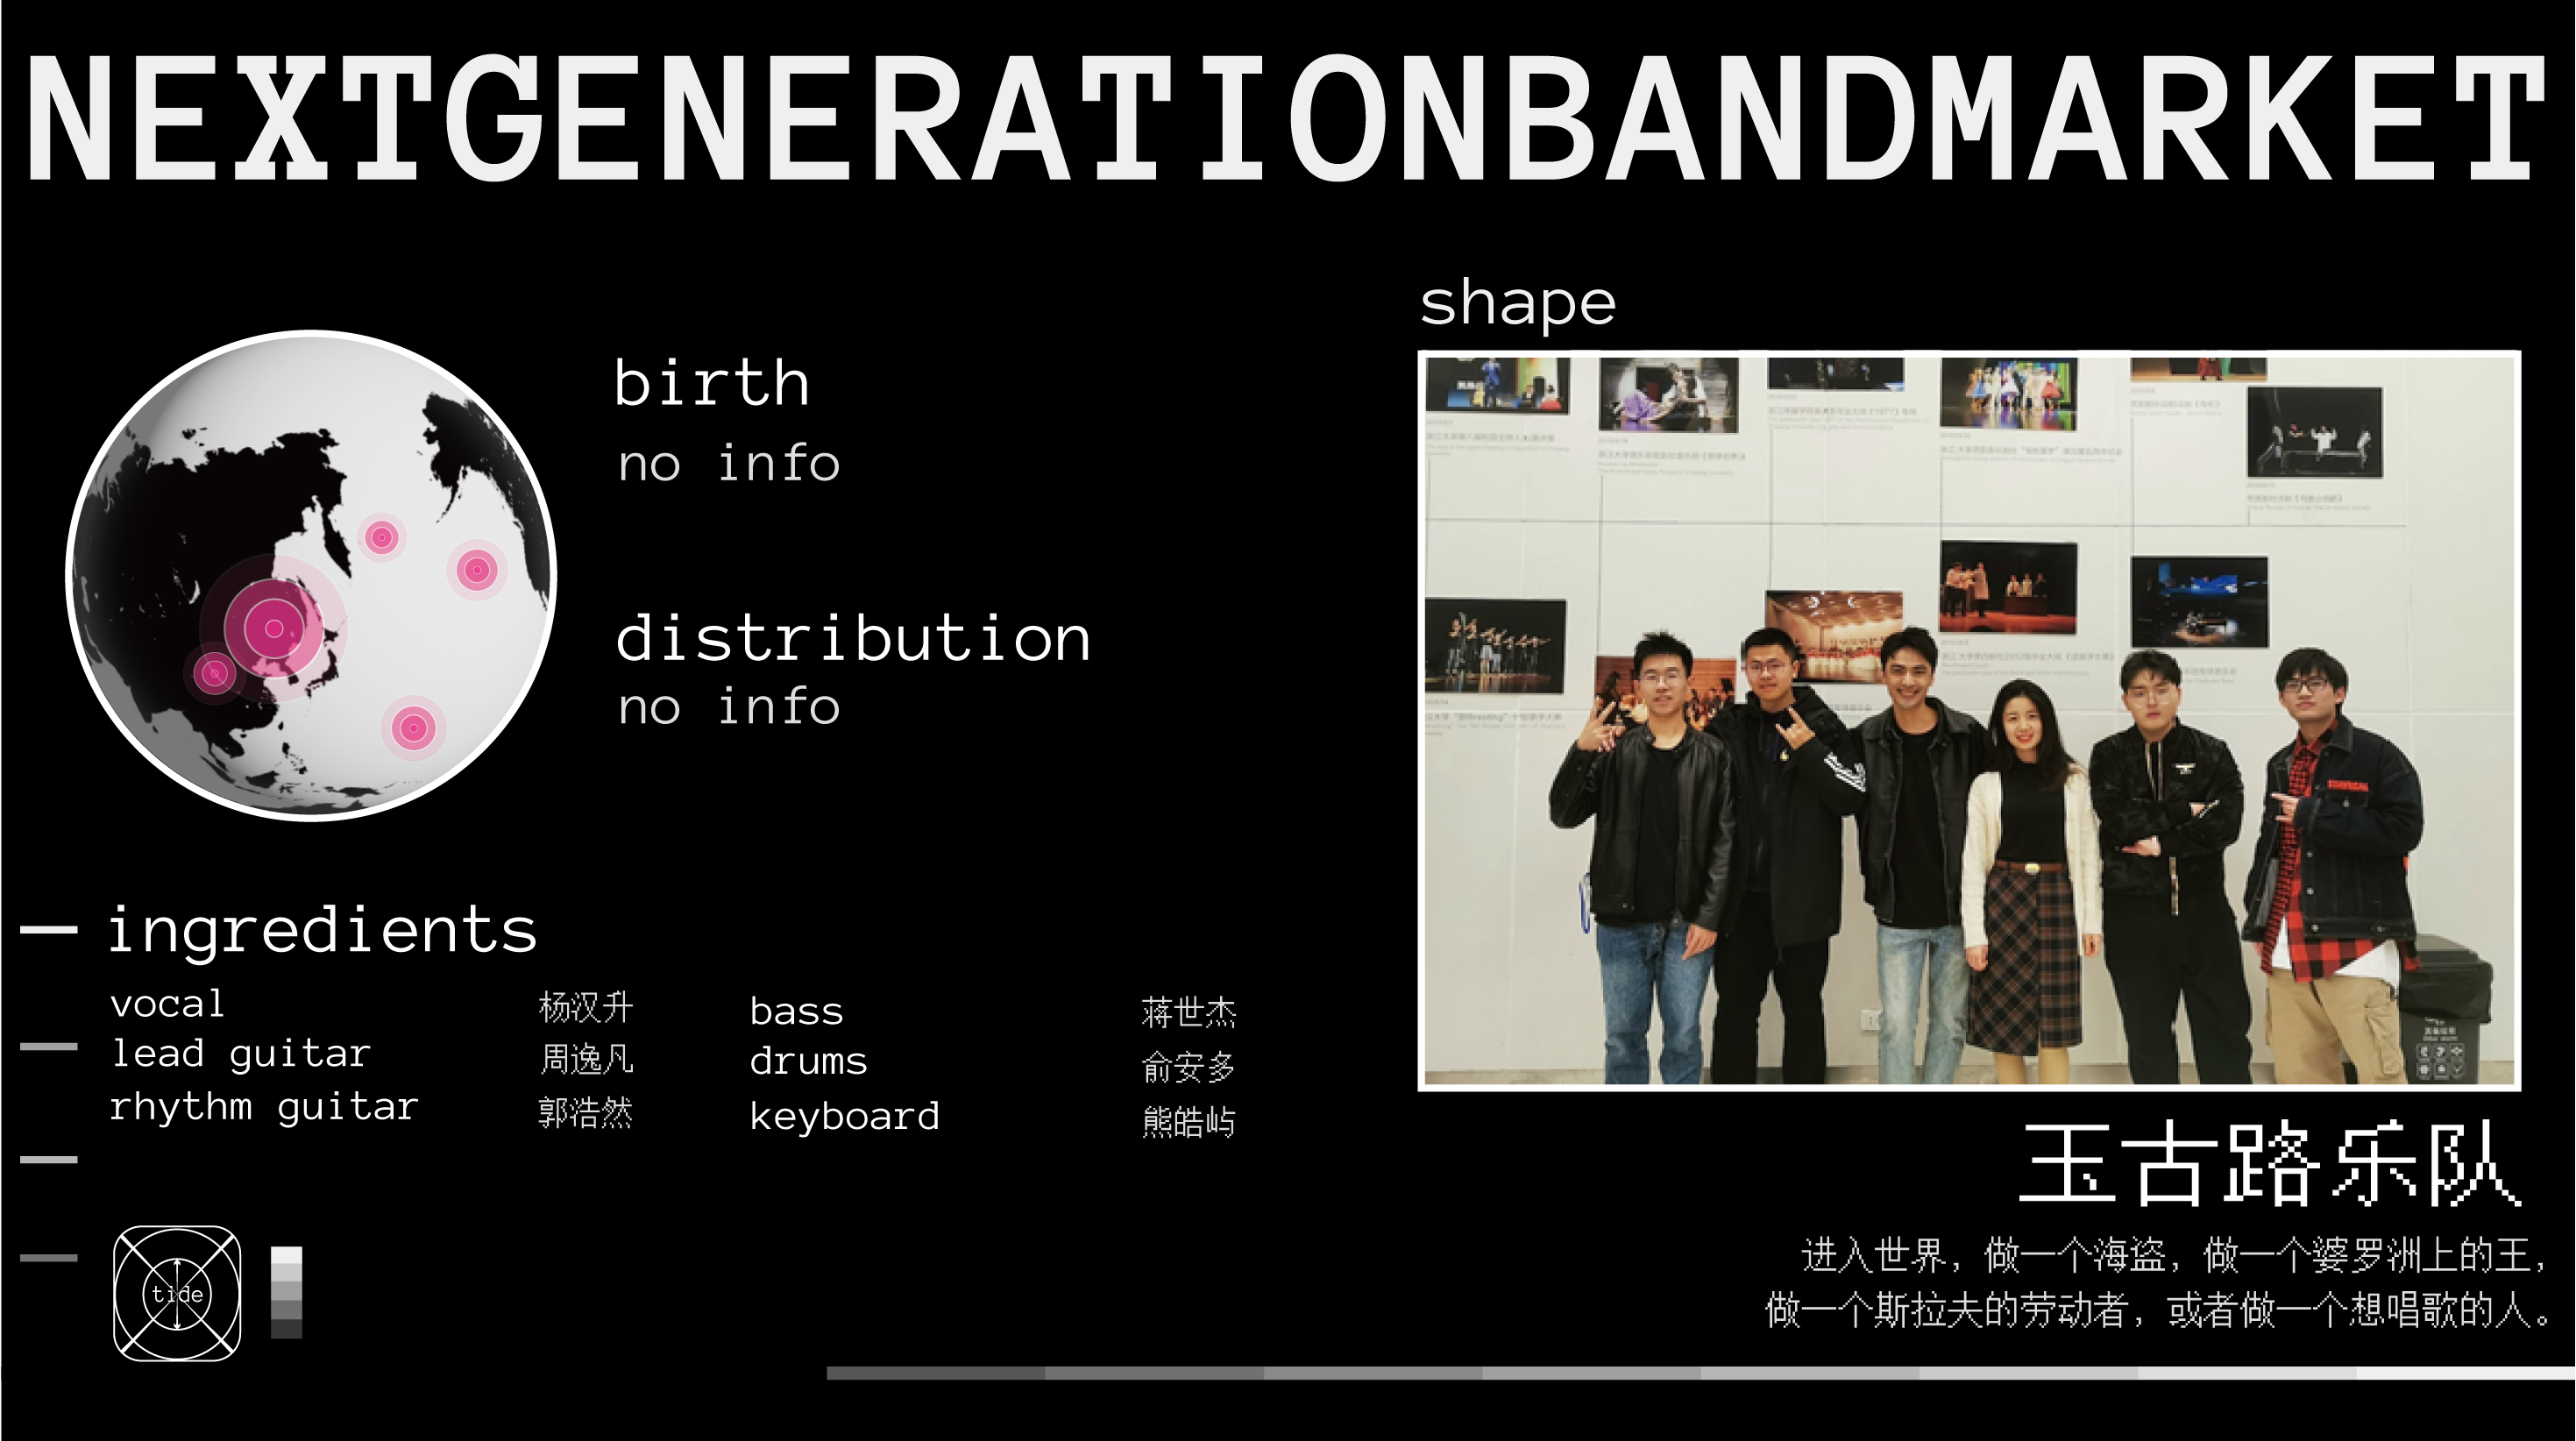 NEXTGENERATIONBANDMARKET
shape
birth
no info
distribution
no info
ingredients
vocal 杨汉升
lead guitar 周逸凡
rhythm guitar 郭浩然
bass 蒋世杰
drums 俞安多
keyboard 熊皓屿
tide
玉古路乐队
进入世界，做一个海盗，做一个婆罗洲上的王，
做一个斯拉夫的劳动者，或者做一个想唱歌的人。